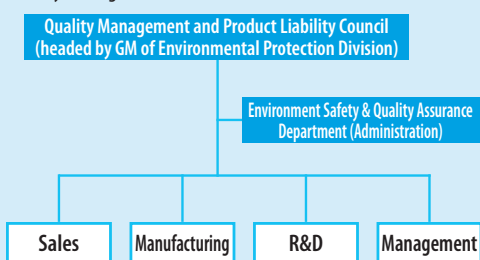 Quality Management and Product Liability Council
(headed by GM of Environmental Protection Division)
Environment Safety & Quality Assurance
Department (Administration)
Sales
Manufacturing
R&D
Management